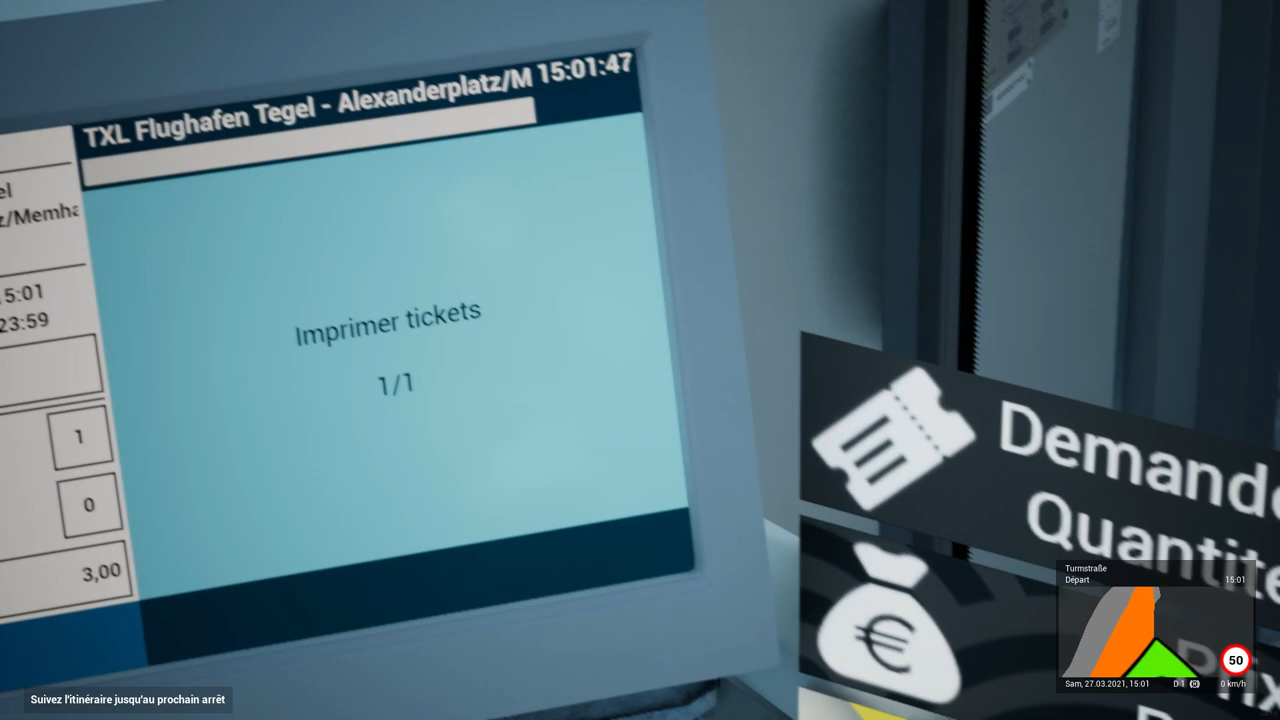 TXL Flughafen Tegel - Alexanderplatz/M 15:01:47
el
z/Memha
5:01
23:59
1
0
3,00
Imprimer tickets
1/1
Demande
Quantité
Turmstraße
Départ 15:01
50
Sam, 27.03.2021, 15:01 D 1 0 km/h
Suivez l'itinéraire jusqu'au prochain arrêt